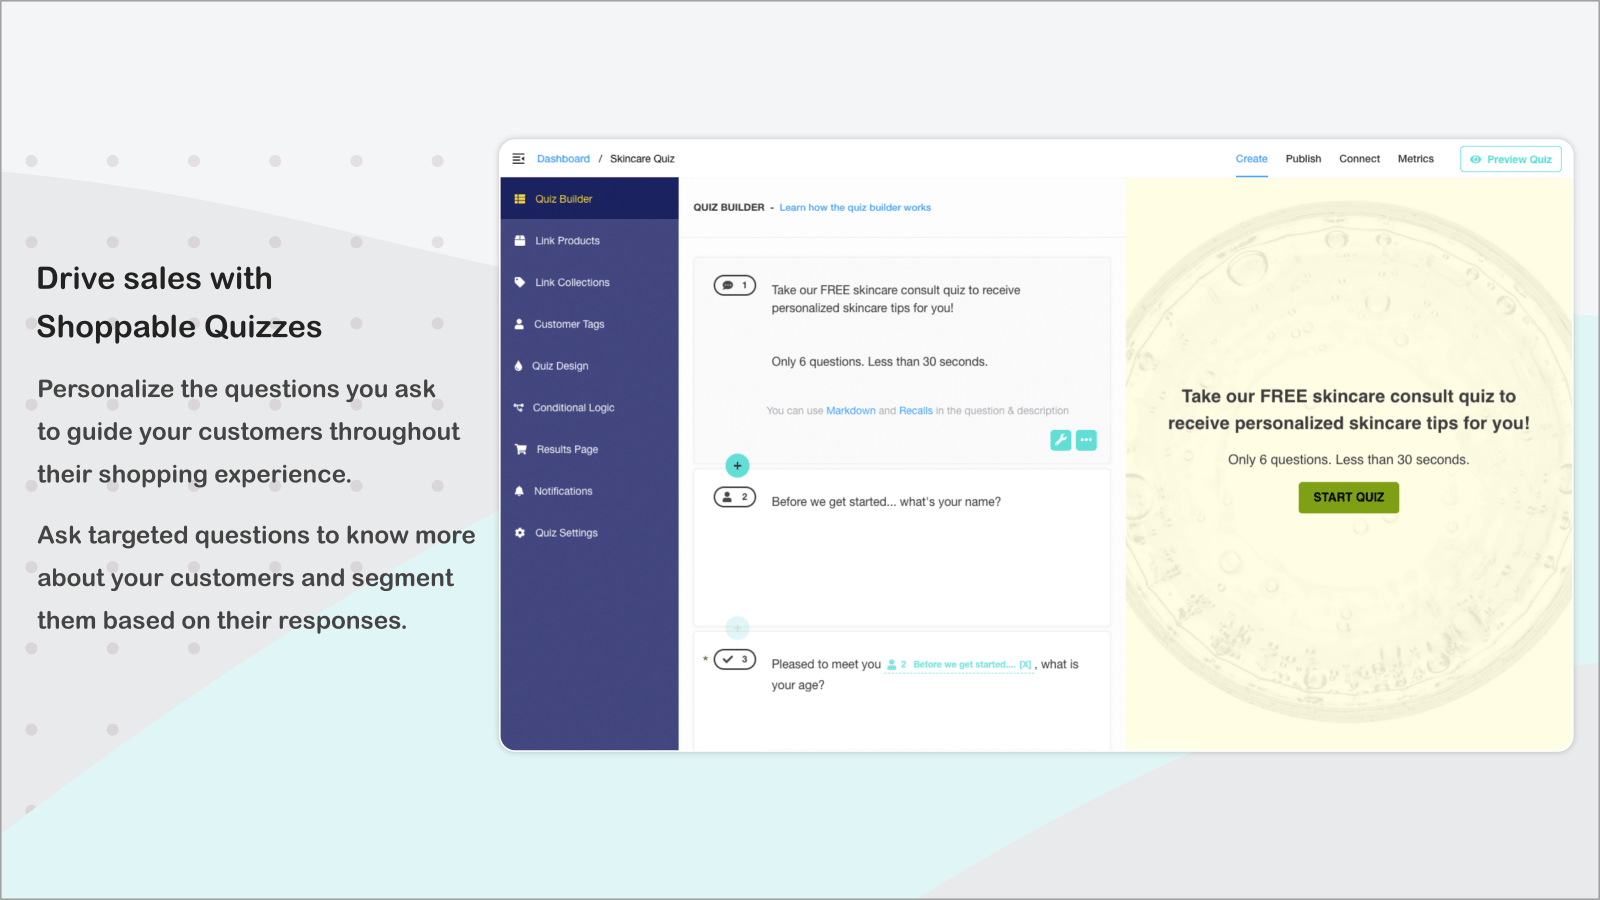 Drive sales with
Shoppable Quizzes
Personalize the questions you ask
to guide your customers throughout
their shopping experience.
Ask targeted questions to know more
about your customers and segment
them based on their responses.
Dashboard / Skincare Quiz
Create Publish Connect Metrics Preview Quiz
Quiz Builder
Link Products
Link Collections
Customer Tags
Quiz Design
Conditional Logic
Results Page
Notifications
Quiz Settings
QUIZ BUILDER - Learn how the quiz builder works
1 Take our FREE skincare consult quiz to receive
personalized skincare tips for you!
Only 6 questions. Less than 30 seconds.
You can use Markdown and Recalls in the question & description
+
2 Before we get started... what's your name?
+
* 3 Pleased to meet you 2 Before we get started.... [X] , what is
your age?
Take our FREE skincare consult quiz to
receive personalized skincare tips for you!
Only 6 questions. Less than 30 seconds.
START QUIZ